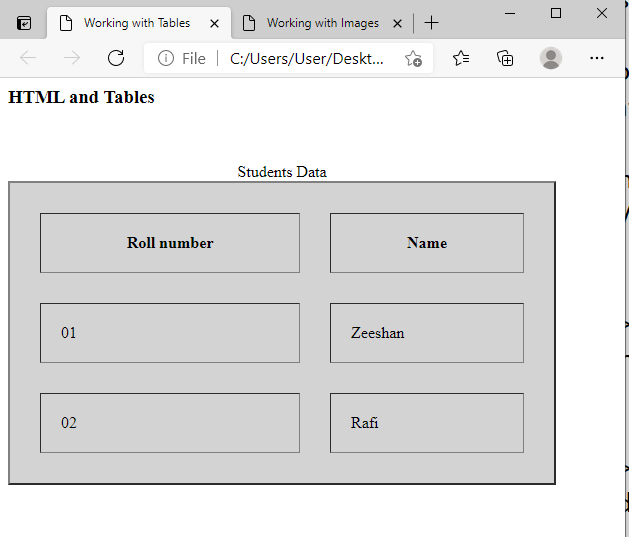 Working with Tables
Working with Images
File
C:/Users/User/Deskt...
HTML and Tables
Students Data
Roll number Name
01 Zeeshan
02 Rafi